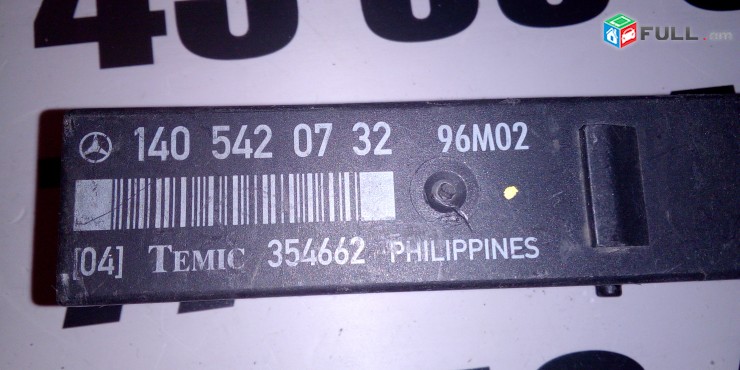 FULL.am
140 542 07 32 96M02
[04] TEMIC 354662 PHILIPPINES